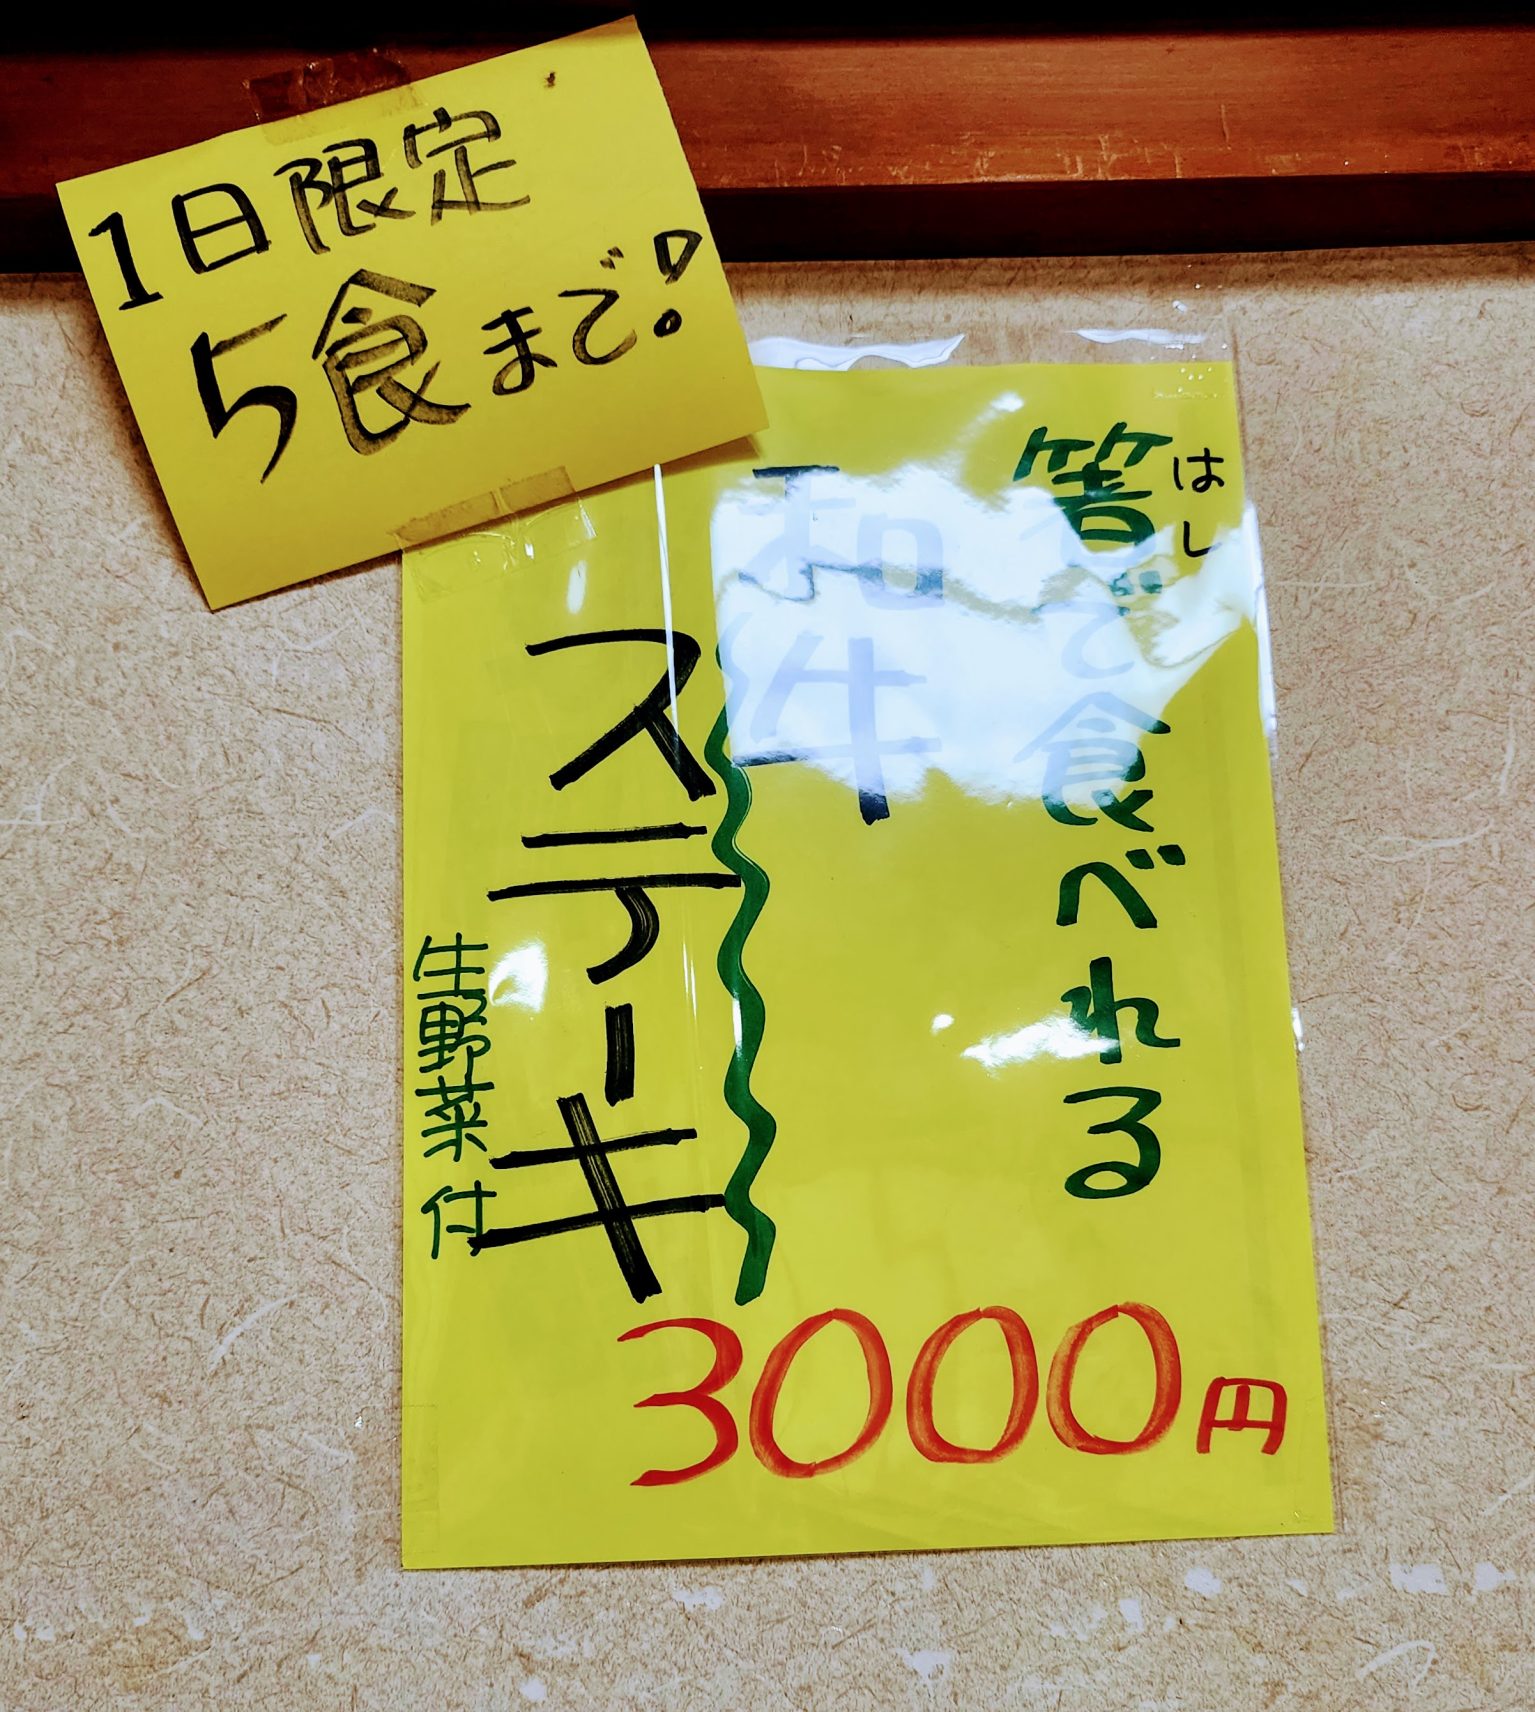 1日限定
5食まで!
箸で食べれる
はし
和牛
ステーキ
生野菜付
3000円